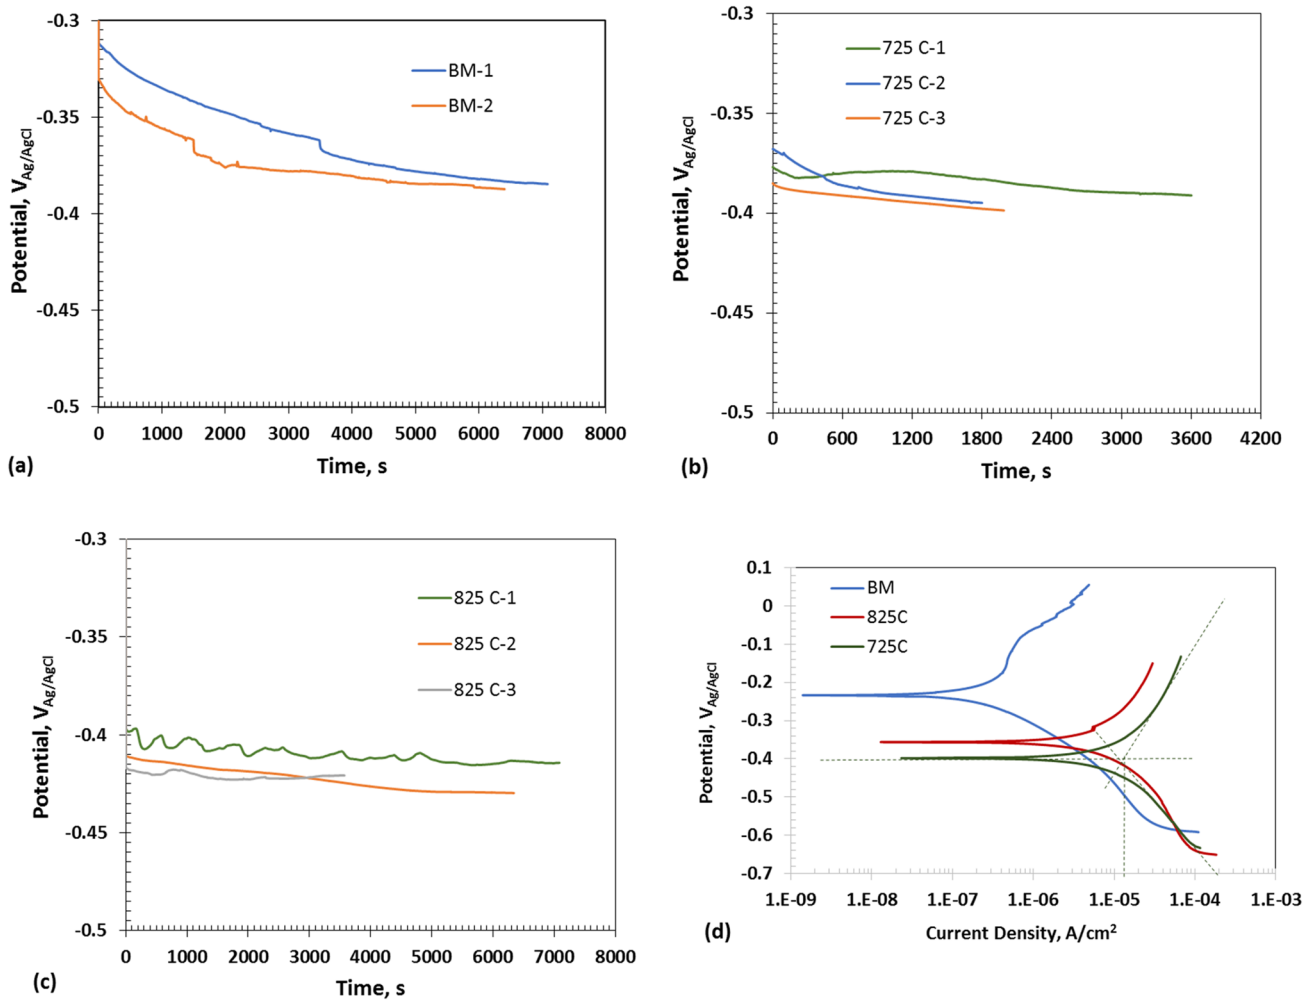 -0.3
-0.35
-0.4
-0.45
-0.5
Potential, V Ag/AgCl
BM-1
BM-2
0 1000 2000 3000 4000 5000 6000 7000 8000
Time, s
(a)
-0.3
-0.35
-0.4
-0.45
-0.5
Potential, V Ag/AgCl
725 C-1
725 C-2
725 C-3
0 600 1200 1800 2400 3000 3600 4200
Time, s
(b)
-0.3
-0.35
-0.4
-0.45
-0.5
Potential, V Ag/AgCl
825 C-1
825 C-2
825 C-3
0 1000 2000 3000 4000 5000 6000 7000 8000
Time, s
(c)
0.1
0
-0.1
-0.2
-0.3
-0.4
-0.5
-0.6
-0.7
Potential, V Ag/AgCl
BM
825C
725C
1.E-09 1.E-08 1.E-07 1.E-06 1.E-05 1.E-04 1.E-03
Current Density, A/cm²
(d)